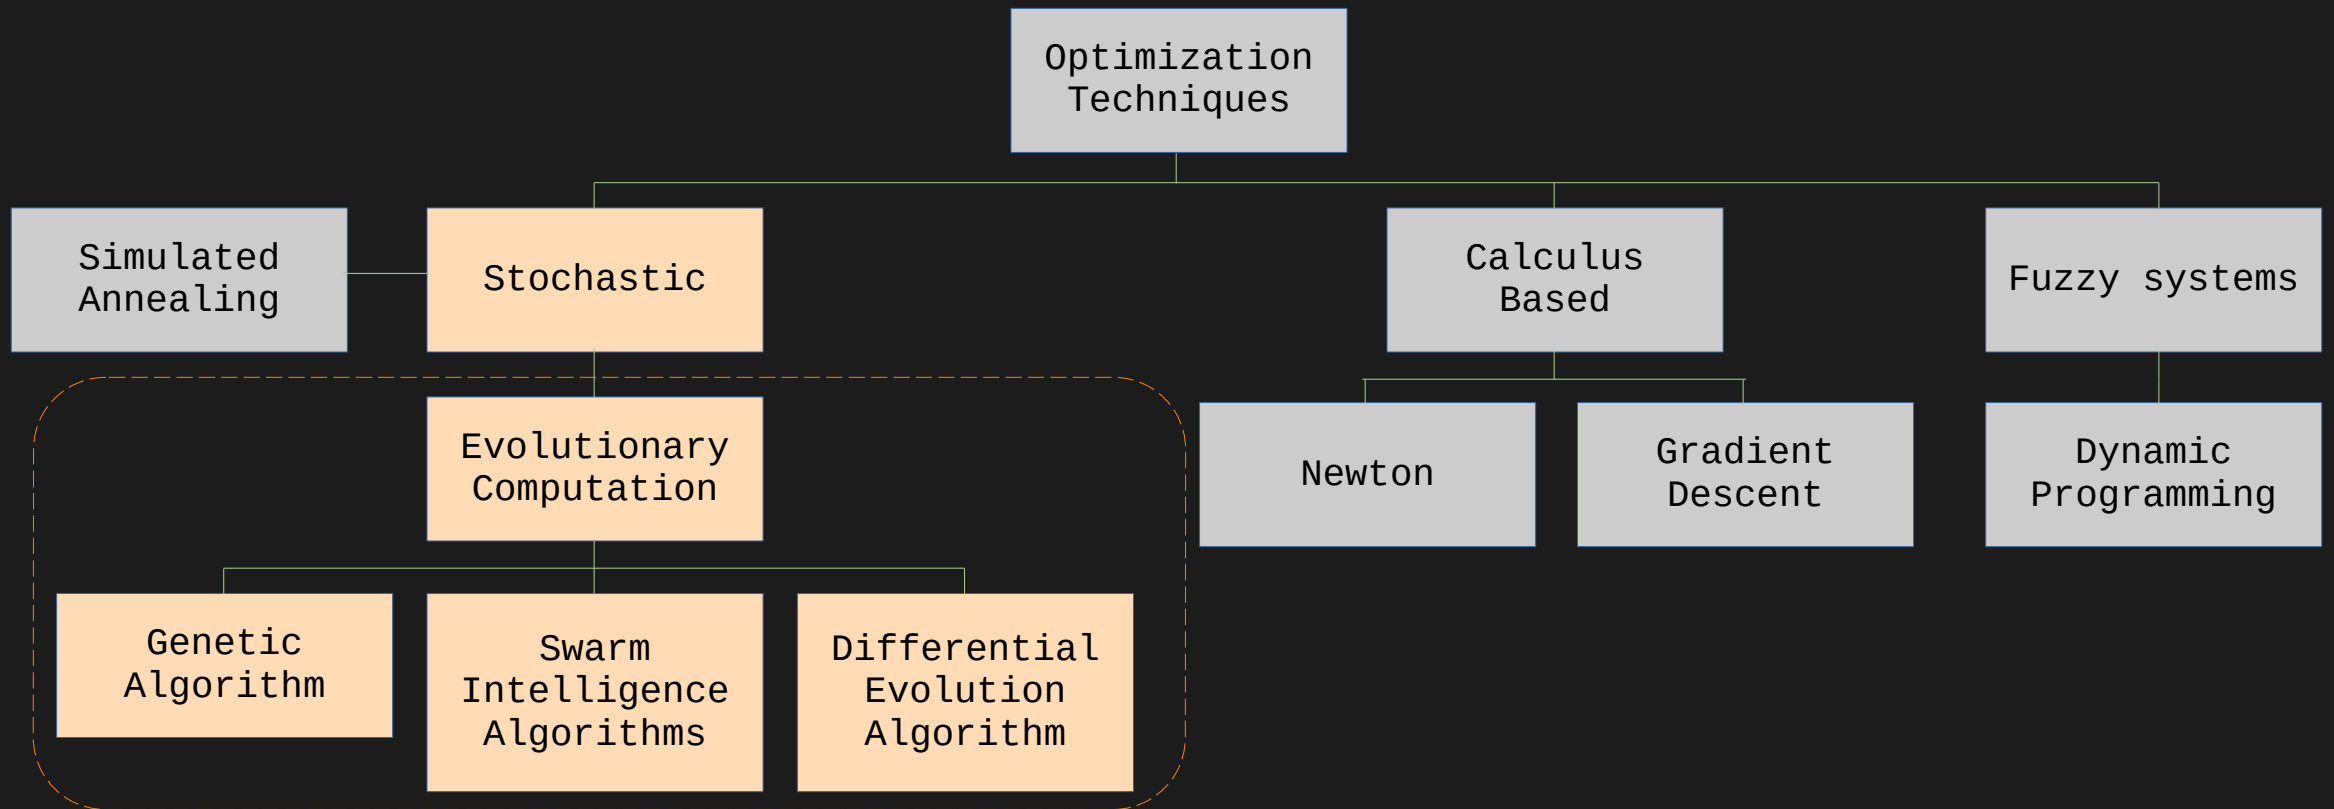 Optimization
Techniques
Simulated
Annealing
Stochastic
Calculus
Based
Fuzzy systems
Evolutionary
Computation
Newton
Gradient
Descent
Dynamic
Programming
Genetic
Algorithm
Swarm
Intelligence
Algorithms
Differential
Evolution
Algorithm